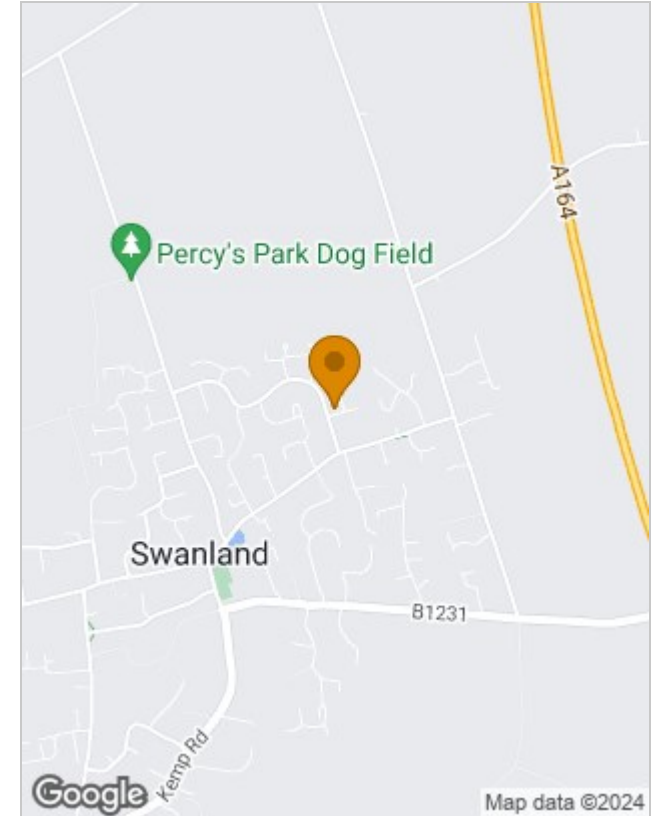 A164
Percy's Park Dog Field
Swanland
B1231
Kemp Rd
Google
Map data ©2024